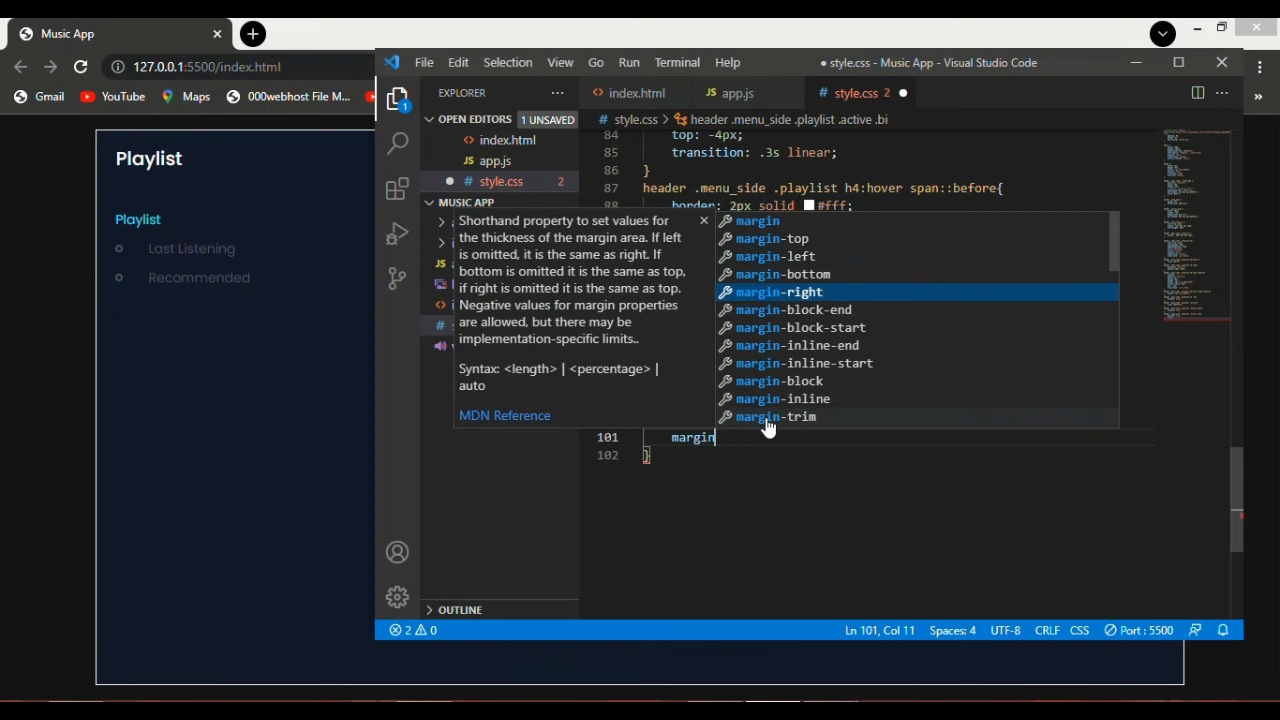 Music App
127.0.0.1:5500/index.html
Gmail YouTube Maps 000webhost File M...
Playlist
Playlist
Last Listening
Recommended
File Edit Selection View Go Run Terminal Help
● style.css - Music App - Visual Studio Code
EXPLORER
index.html app.js style.css 2
OPEN EDITORS 1 UNSAVED
index.html
app.js
style.css 2
MUSIC APP
style.css > header .menu_side .playlist .active .bi
84 top: -4px;
85 transition: .3s linear;
86 }
87 header .menu_side .playlist h4:hover span::before{
88 border: 2px solid #fff;
Shorthand property to set values for
the thickness of the margin area. If left
is omitted, it is the same as right. If
bottom is omitted it is the same as top,
if right is omitted it is the same as top.
Negative values for margin properties
are allowed, but there may be
implementation-specific limits..
Syntax: <length> | <percentage> |
auto
MDN Reference
margin
margin-top
margin-left
margin-bottom
margin-right
margin-block-end
margin-block-start
margin-inline-end
margin-inline-start
margin-block
margin-inline
margin-trim
101 margin
102 }
OUTLINE
2 0 Ln 101, Col 11 Spaces: 4 UTF-8 CRLF CSS Port : 5500